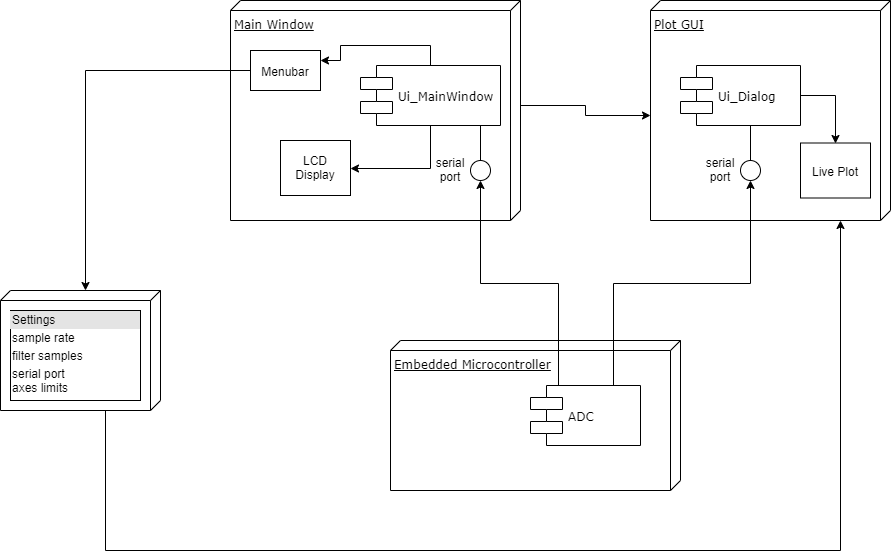 Main Window
Plot GUI
Menubar
Ui_MainWindow
Ui_Dialog
LCD
Display
serial
port
serial
port
Live Plot
Settings
sample rate
filter samples
serial port
axes limits
Embedded Microcontroller
ADC